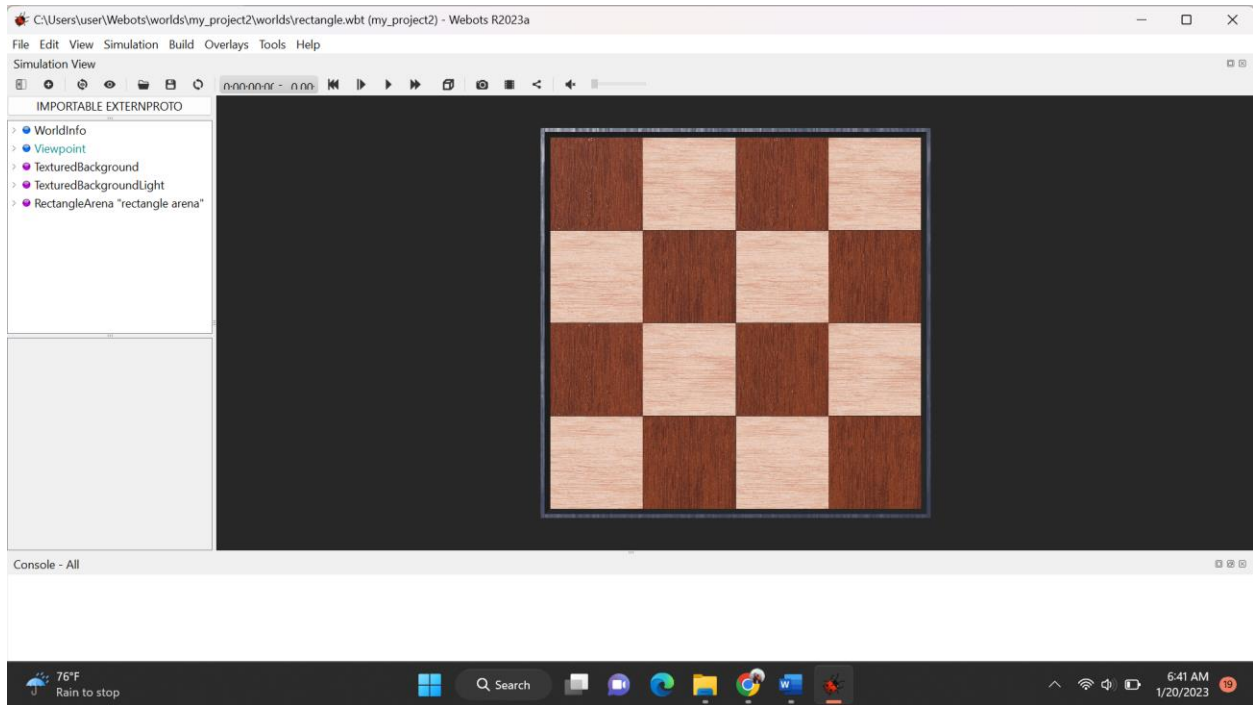 C:\Users\user\Webots\worlds\my_project2\worlds\rectangle.wbt (my_project2) - Webots R2023a
File Edit View Simulation Build Overlays Tools Help
Simulation View
IMPORTABLE EXTERNPROTO
WorldInfo
Viewpoint
TexturedBackground
TexturedBackgroundLight
RectangleArena "rectangle arena"
Console - All
76°F
Rain to stop
Search
6:41 AM
1/20/2023
19